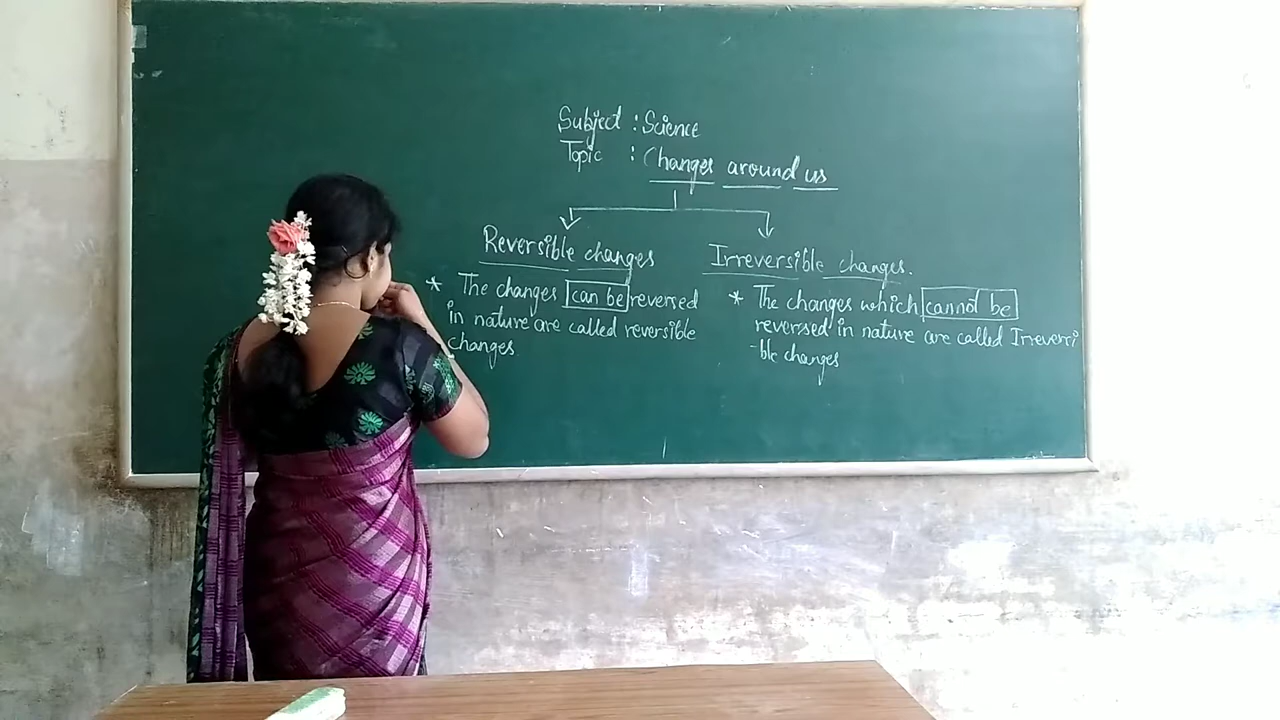 Subject : Science
Topic : Changes around us
Reversible changes
* The changes can be reversed
in nature are called reversible
changes.
Irreversible changes.
* The changes which cannot be
reversed in nature are called Irreversi
-ble changes